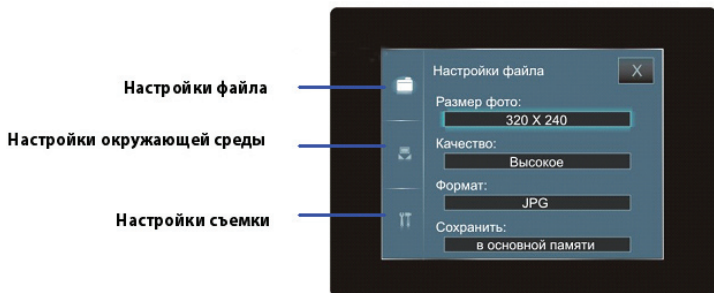 Настройки файла
Настройки окружающей среды
Настройки съемки
Настройки файла
X
Размер фото:
320 X 240
Качество:
Высокое
Формат:
JPG
Сохранить:
в основной памяти